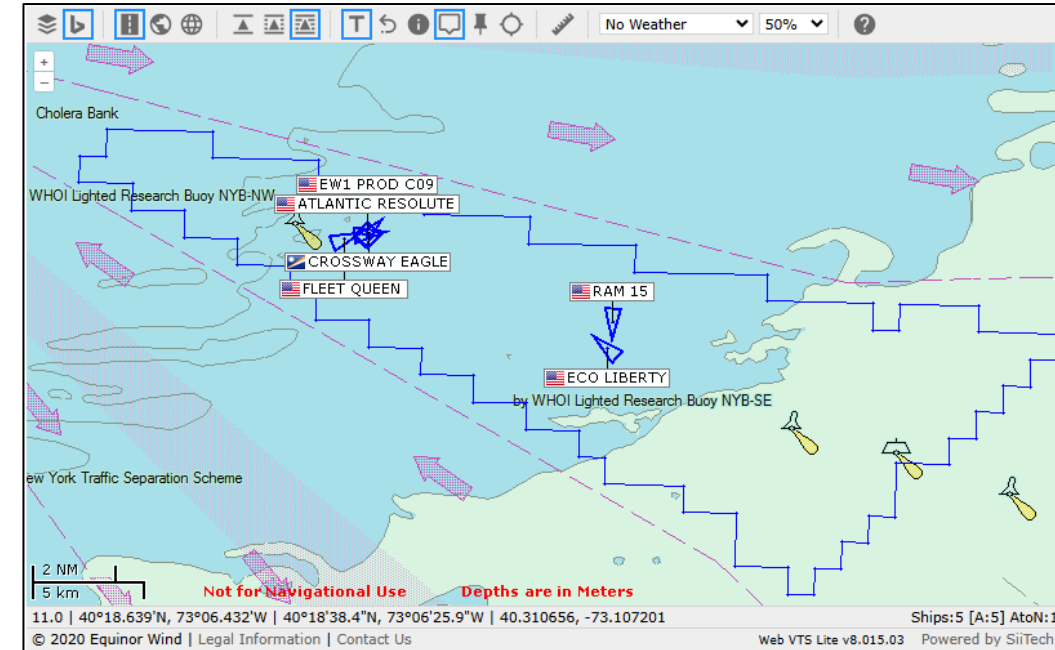 T
No Weather
50%
+
−
Cholera Bank
EW1 PROD C09
WHOI Lighted Research Buoy NYB-NW
ATLANTIC RESOLUTE
CROSSWAY EAGLE
FLEET QUEEN
RAM 15
ECO LIBERTY
by WHOI Lighted Research Buoy NYB-SE
ew York Traffic Separation Scheme
2 NM
5 km
Not for Navigational Use
Depths are in Meters
11.0 | 40°18.639'N, 73°06.432'W | 40°18'38.4"N, 73°06'25.9"W | 40.310656, -73.107201
Ships:5 [A:5] AtoN:1
© 2020 Equinor Wind | Legal Information | Contact Us
Web VTS Lite v8.015.03 Powered by SiiTech